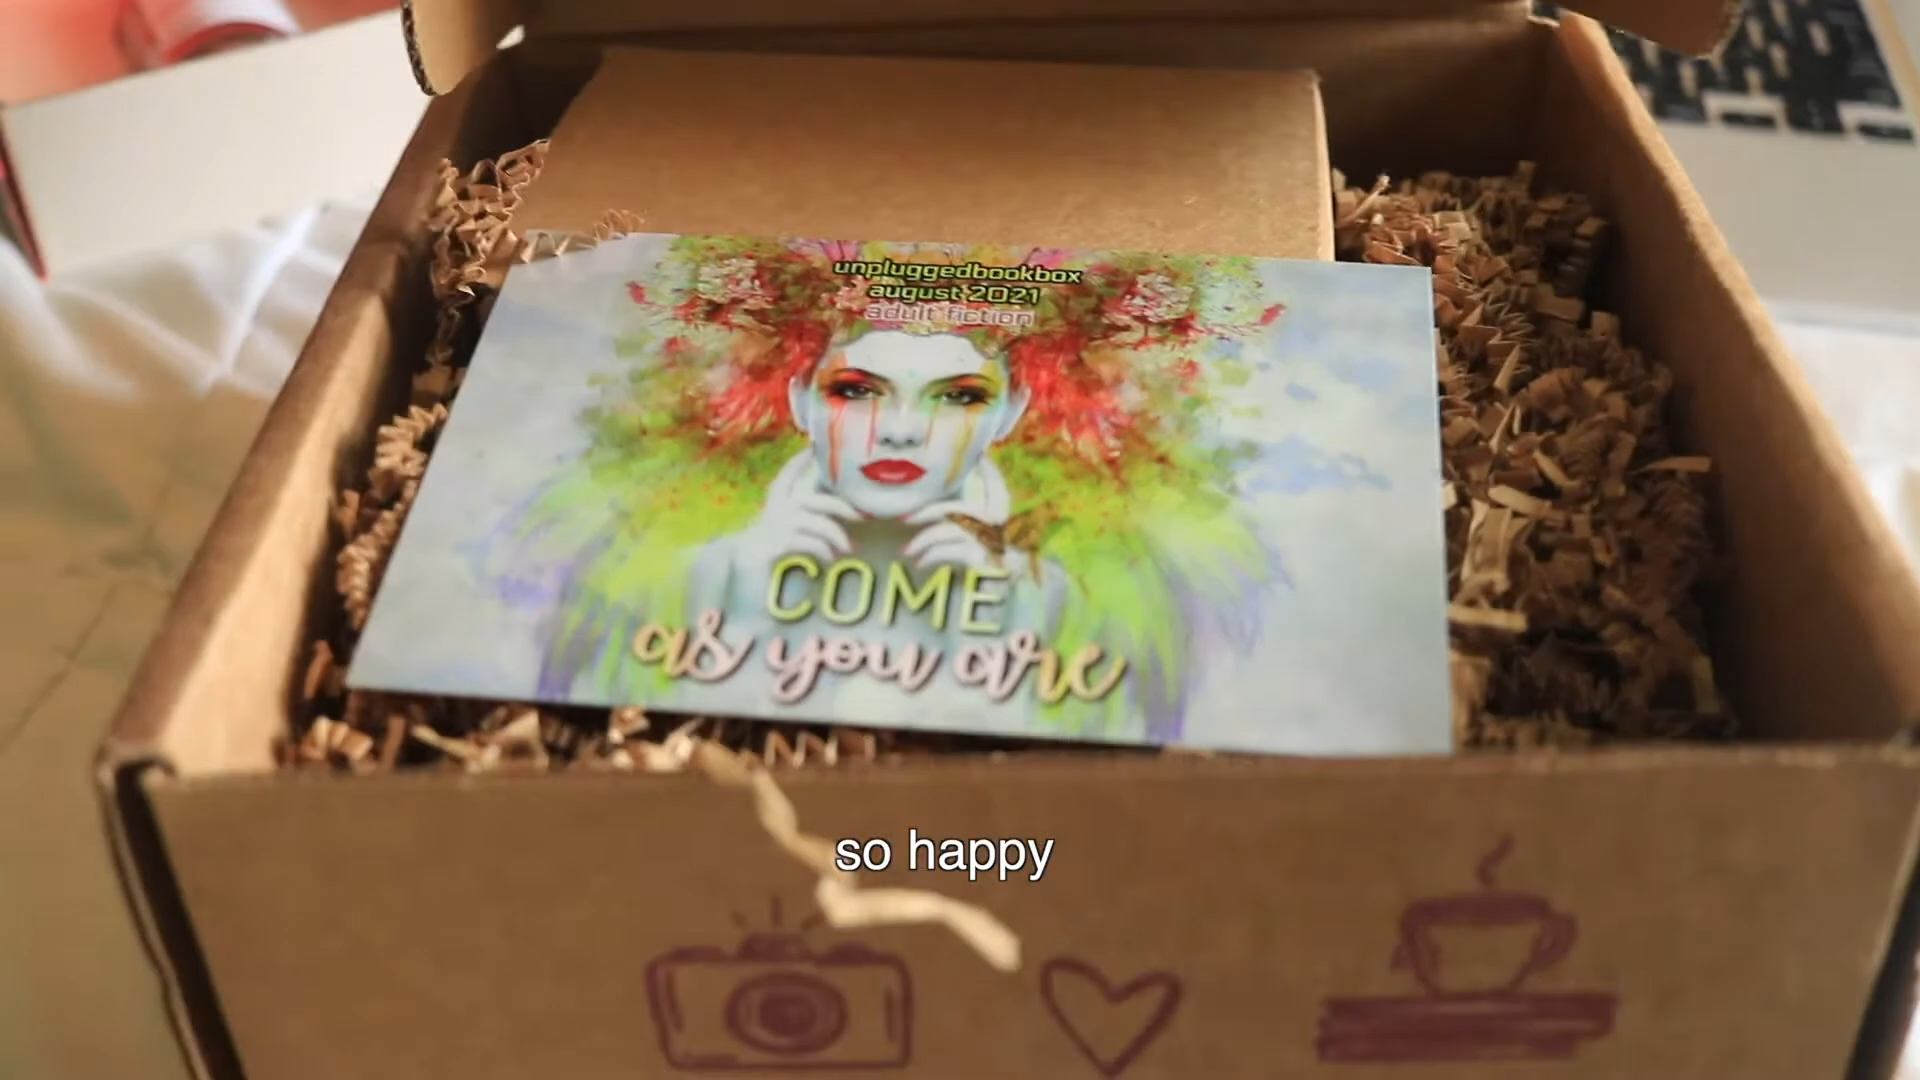 unpluggedbookbox
august 2021
adult fiction
COME
as you are
so happy